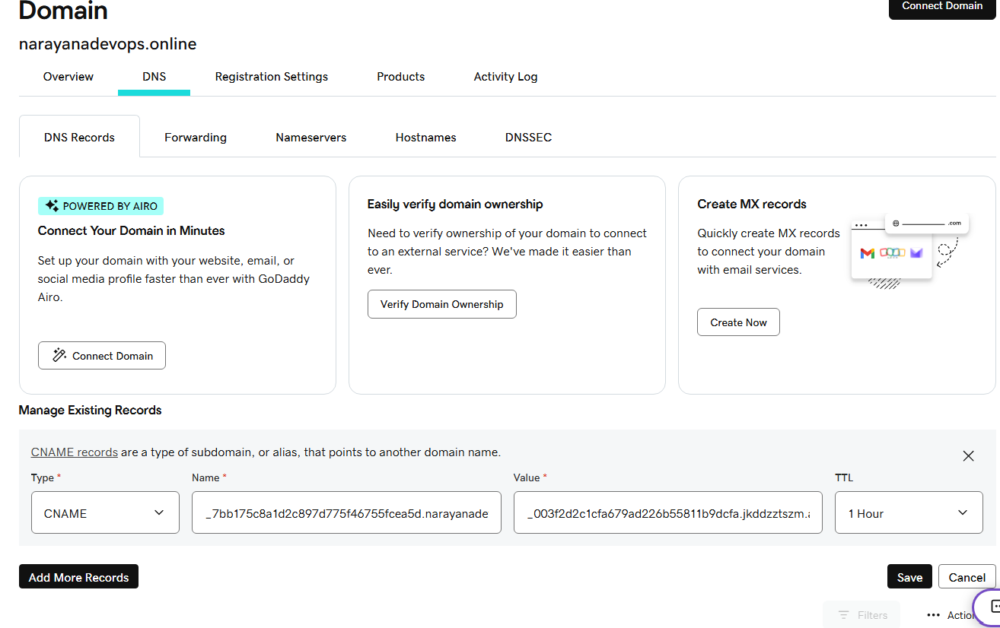 Domain
Connect Domain
narayanadevops.online
Overview
DNS
Registration Settings
Products
Activity Log
DNS Records
Forwarding
Nameservers
Hostnames
DNSSEC
POWERED BY AIRO
Connect Your Domain in Minutes
Set up your domain with your website, email, or
social media profile faster than ever with GoDaddy
Airo.
Connect Domain
Easily verify domain ownership
Need to verify ownership of your domain to connect
to an external service? We've made it easier than
ever.
Verify Domain Ownership
Create MX records
Quickly create MX records
to connect your domain
with email services.
.com
Create Now
Manage Existing Records
CNAME records are a type of subdomain, or alias, that points to another domain name.
Type *
Name *
Value *
TTL
CNAME
_7bb175c8a1d2c897d775f46755fcea5d.narayanade
_003f2d2c1cfa679ad226b55811b9dcfa.jkddzztszm.a
1 Hour
Add More Records
Save
Cancel
Filters
Action